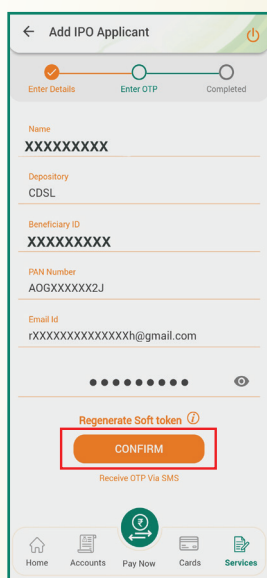 Add IPO Applicant
Enter Details Enter OTP Completed
Name
XXXXXXXXX
Depository
CDSL
Beneficiary ID
XXXXXXXXX
PAN Number
AOGXXXXXX2J
Email Id
rXXXXXXXXXXXXXh@gmail.com
Regenerate Soft token i
CONFIRM
Receive OTP Via SMS
₹
Home Accounts Pay Now Cards Services